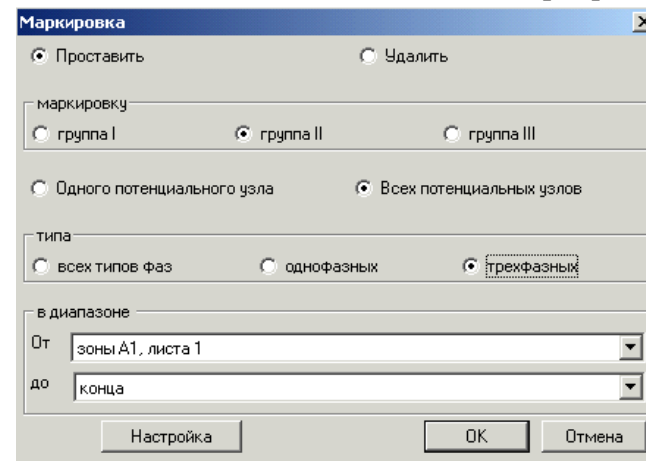 Маркировка
Проставить Удалить
маркировку
группа I группа II группа III
Одного потенциального узла Всех потенциальных узлов
типа
всех типов фаз однофазных трехфазных
в диапазоне
От зоны А1, листа 1
до конца
Настройка OK Отмена